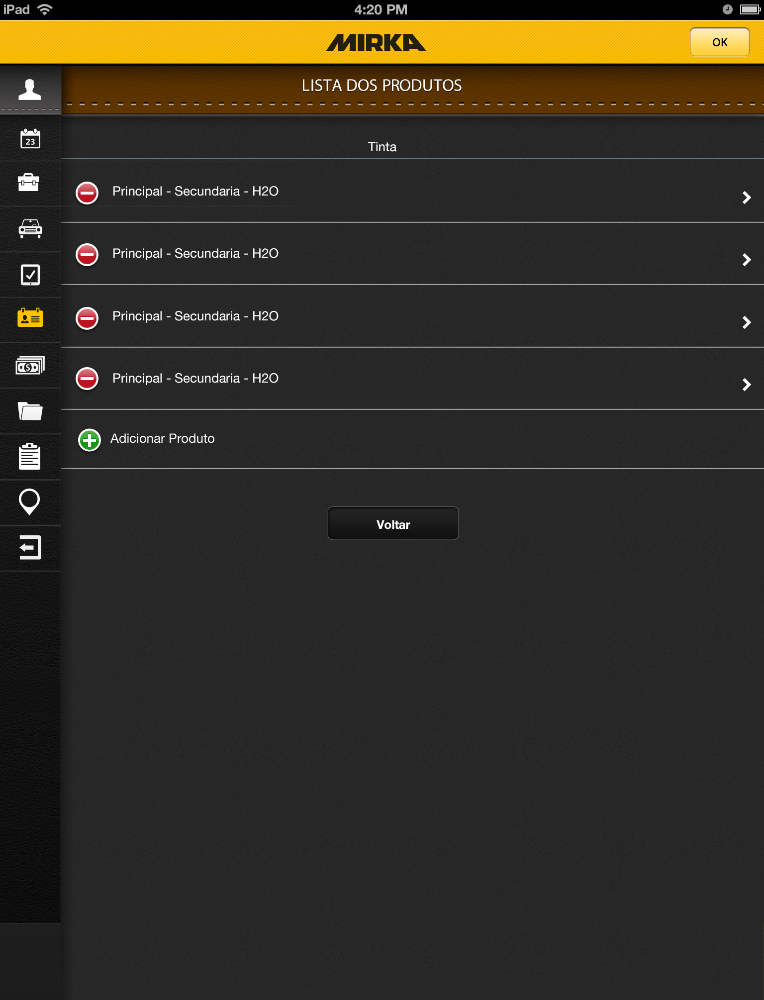 iPad
4:20 PM
MIRKA
OK
LISTA DOS PRODUTOS
23
Tinta
Principal - Secundaria - H2O
Principal - Secundaria - H2O
Principal - Secundaria - H2O
Principal - Secundaria - H2O
$
Adicionar Produto
Voltar